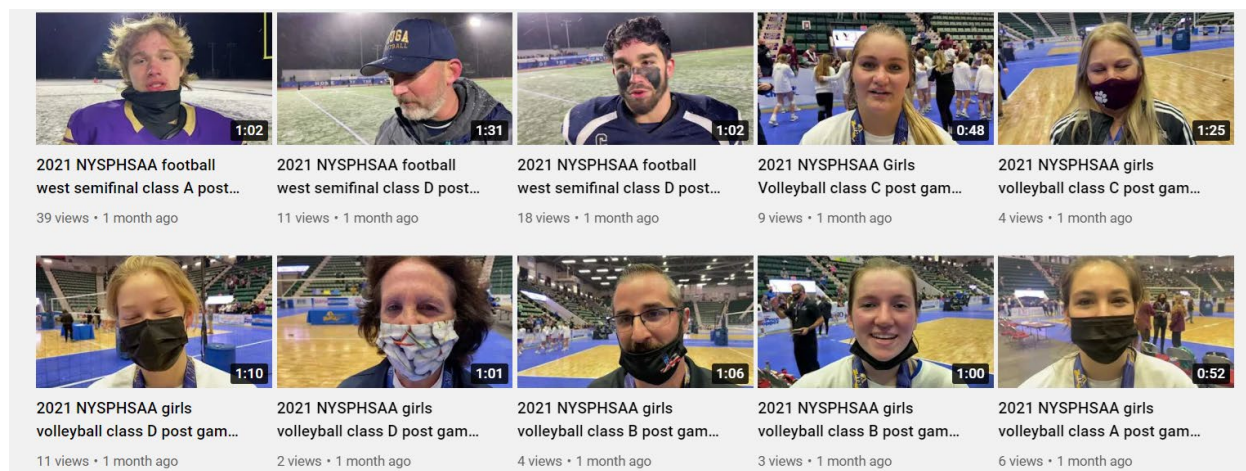 OGA
FOOTBALL
C
1:02
1:31
1:02
0:48
1:25
2021 NYSPHSAA football
west semifinal class A post...
39 views • 1 month ago
2021 NYSPHSAA football
west semifinal class D post...
11 views • 1 month ago
2021 NYSPHSAA football
west semifinal class D post...
18 views • 1 month ago
2021 NYSPHSAA Girls
Volleyball class C post gam...
9 views • 1 month ago
2021 NYSPHSAA girls
volleyball class C post gam...
4 views • 1 month ago
1:10
1:01
1:06
1:00
0:52
2021 NYSPHSAA girls
volleyball class D post gam...
11 views • 1 month ago
2021 NYSPHSAA girls
volleyball class D post gam...
2 views • 1 month ago
2021 NYSPHSAA girls
volleyball class B post gam...
4 views • 1 month ago
2021 NYSPHSAA girls
volleyball class B post gam...
3 views • 1 month ago
2021 NYSPHSAA girls
volleyball class A post gam...
6 views • 1 month ago